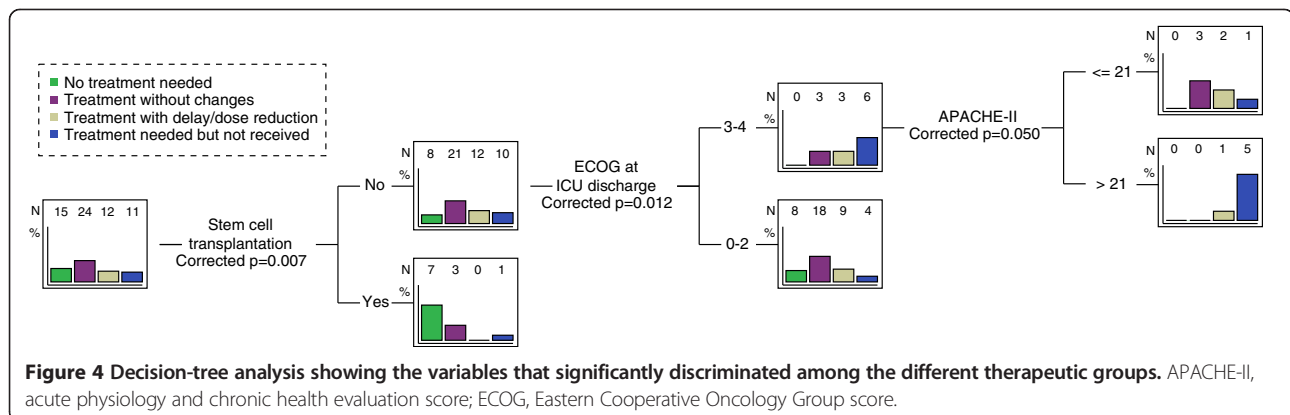 No treatment needed
Treatment without changes
Treatment with delay/dose reduction
Treatment needed but not received
N 15 24 12 11
%
Stem cell
transplantation
Corrected p=0.007
No
N 8 21 12 10
%
Yes
N 7 3 0 1
%
ECOG at
ICU discharge
Corrected p=0.012
3-4
N 0 3 3 6
%
0-2
N 8 18 9 4
%
APACHE-II
Corrected p=0.050
<= 21
N 0 3 2 1
%
> 21
N 0 0 1 5
%
Figure 4 Decision-tree analysis showing the variables that significantly discriminated among the different therapeutic groups. APACHE-II,
acute physiology and chronic health evaluation score; ECOG, Eastern Cooperative Oncology Group score.